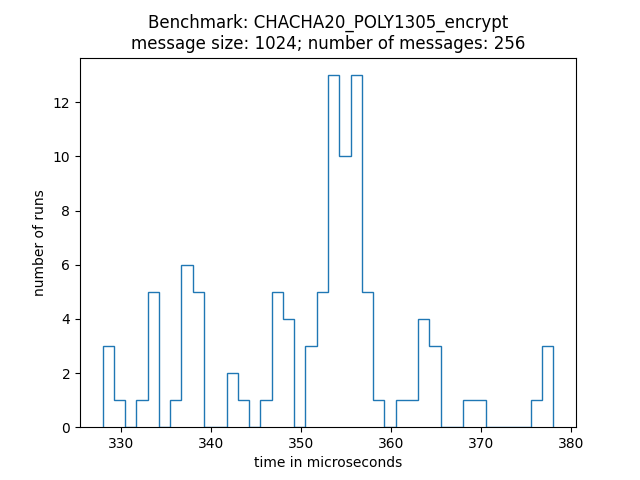 Benchmark: CHACHA20_POLY1305_encrypt
message size: 1024; number of messages: 256
12
10
8
6
4
2
0
number of runs
330 340 350 360 370 380
time in microseconds